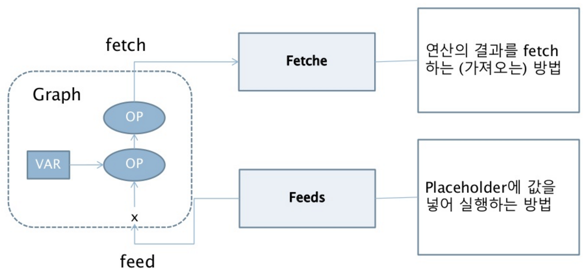 fetch
Fetche
연산의 결과를 fetch
하는 (가져오는) 방법
Graph
OP
VAR
OP
x
feed
Feeds
Placeholder에 값을
넣어 실행하는 방법